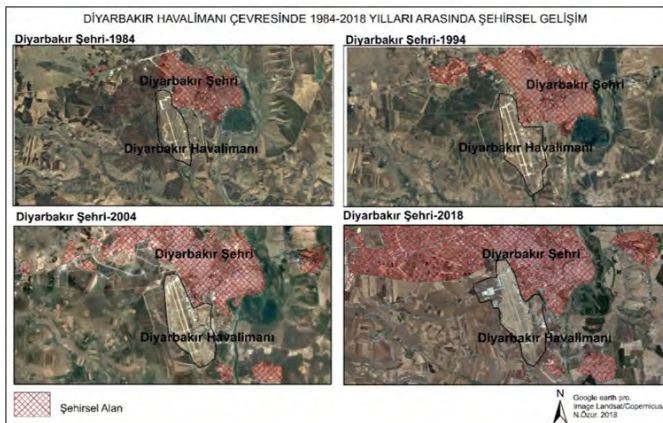 DİYARBAKIR HAVALİMANI ÇEVRESİNDE 1984-2018 YILLARI ARASINDA ŞEHİRSEL GELİŞİM
Diyarbakır Şehri-1984
Diyarbakır Şehri
Diyarbakır Havalimanı
Diyarbakır Şehri-1994
Diyarbakır Şehri
Diyarbakır Havalimanı
Diyarbakır Şehri-2004
Diyarbakır Şehri
Diyarbakır Havalimanı
Diyarbakır Şehri-2018
Diyarbakır Şehri
Diyarbakır Havalimanı
Şehirsel Alan
N
Google earth pro.
Image Landsat/Copernicus
N.Özür. 2018